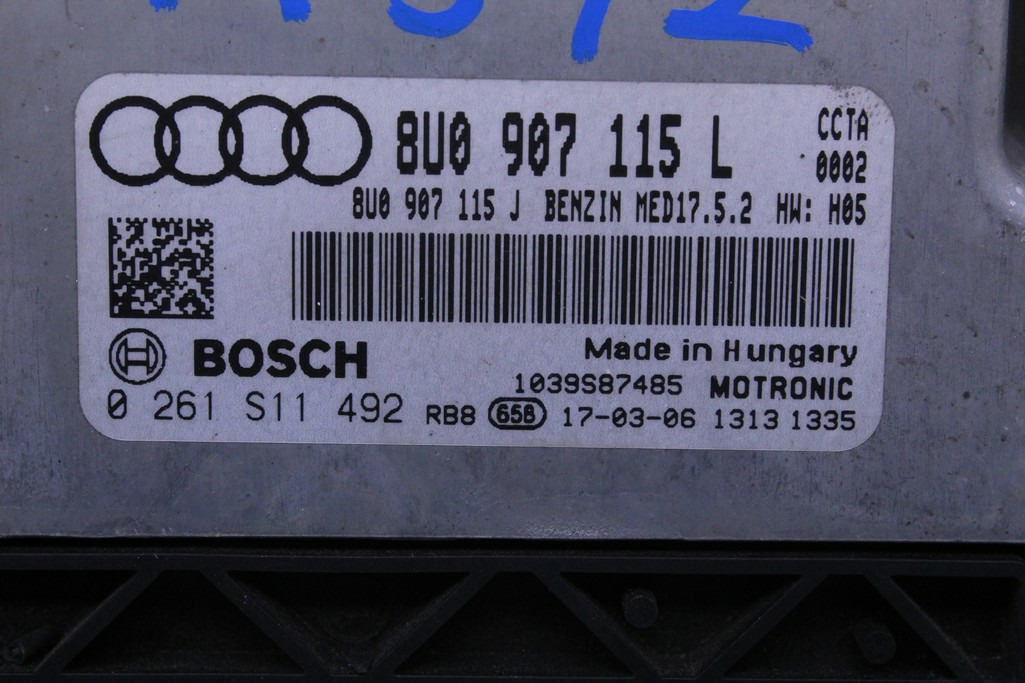 8U0 907 115 L
CCTA
0002
8U0 907 115 J BENZIN MED17.5.2 HW: H05
BOSCH
Made in Hungary
1039S87485 MOTRONIC
0 261 S11 492 RB8 65B 17-03-06 1313 1335